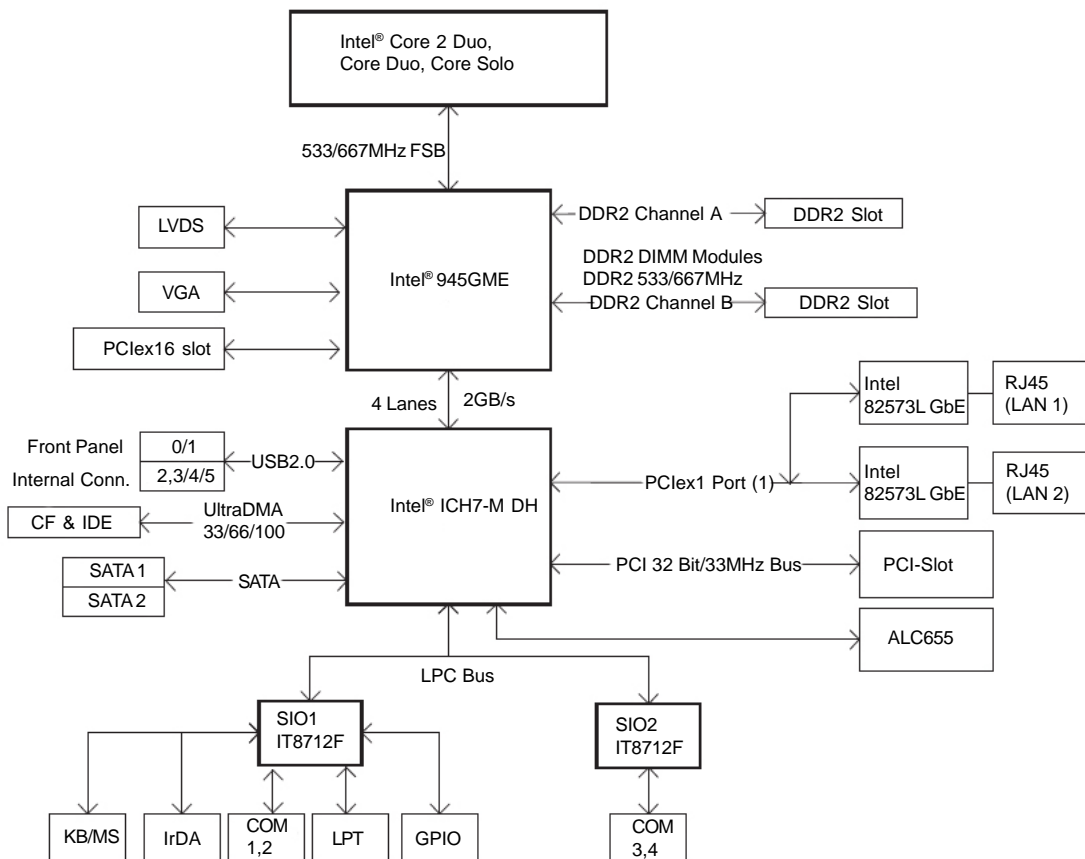 Intel® Core 2 Duo,
Core Duo, Core Solo
533/667MHz FSB
LVDS
VGA
PCIex16 slot
Intel® 945GME
DDR2 Channel A
DDR2 Slot
DDR2 DIMM Modules
DDR2 533/667MHz
DDR2 Channel B
DDR2 Slot
4 Lanes
2GB/s
Front Panel
0/1
Internal Conn.
2,3/4/5
USB2.0
CF & IDE
UltraDMA
33/66/100
SATA 1
SATA 2
SATA
Intel® ICH7-M DH
PCIex1 Port (1)
Intel
82573L GbE
RJ45
(LAN 1)
Intel
82573L GbE
RJ45
(LAN 2)
PCI 32 Bit/33MHz Bus
PCI-Slot
ALC655
LPC Bus
SIO1
IT8712F
SIO2
IT8712F
KB/MS
IrDA
COM
1,2
LPT
GPIO
COM
3,4